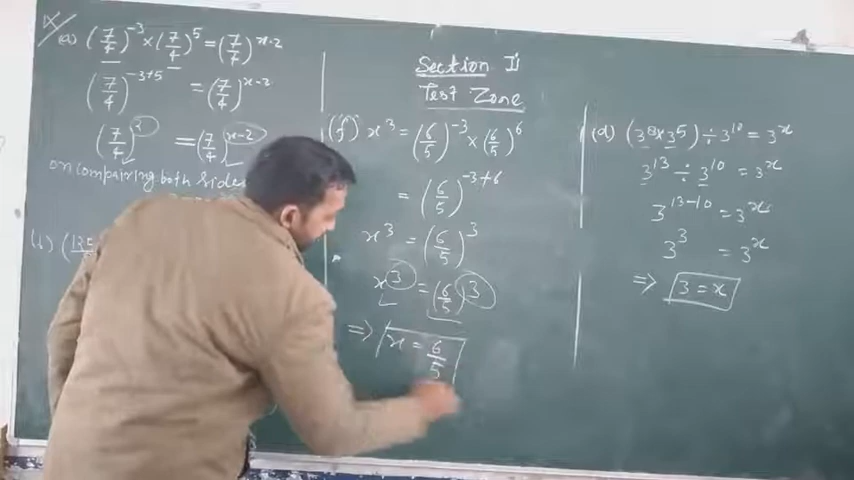 IX
Section II
Test Zone
(a) (7/4)^-3 × (7/4)^5 = (7/4)^x-2
(7/4)^-3+5 = (7/4)^x-2
(7/4)^2 = (7/4)^x-2
on compairing both sides
(b) (125
(f) x^3 = (6/5)^-3 × (6/5)^6
= (6/5)^-3+6
x^3 = (6/5)^3
x^3 = (6/5)^3
=> x = 6/5
(d) (3^8 × 3^5) ÷ 3^10 = 3^x
3^13 ÷ 3^10 = 3^x
3^13-10 = 3^x
3^3 = 3^x
=> 3 = x